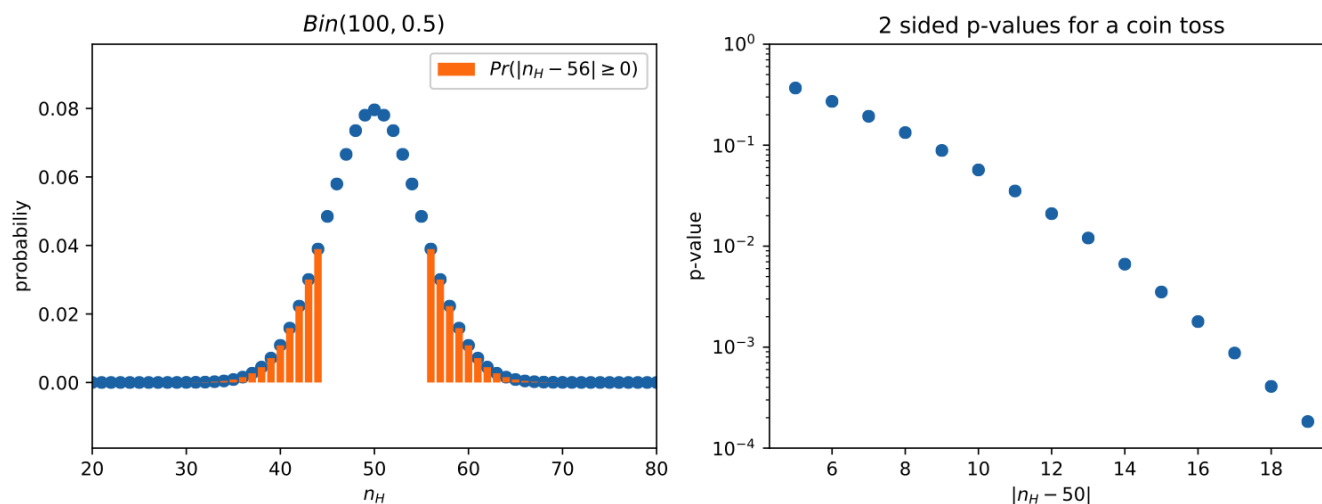 Bin(100, 0.5)
Pr(|n_H − 56| ≥ 0)
probabiliy
0.08
0.06
0.04
0.02
0.00
20 30 40 50 60 70 80
n_H
2 sided p-values for a coin toss
p-value
10^0
10^−1
10^−2
10^−3
10^−4
6 8 10 12 14 16 18
|n_H − 50|